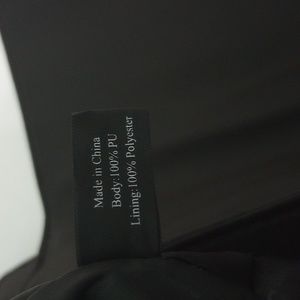 Made in China
Body:100% PU
Lining:100% Polyester